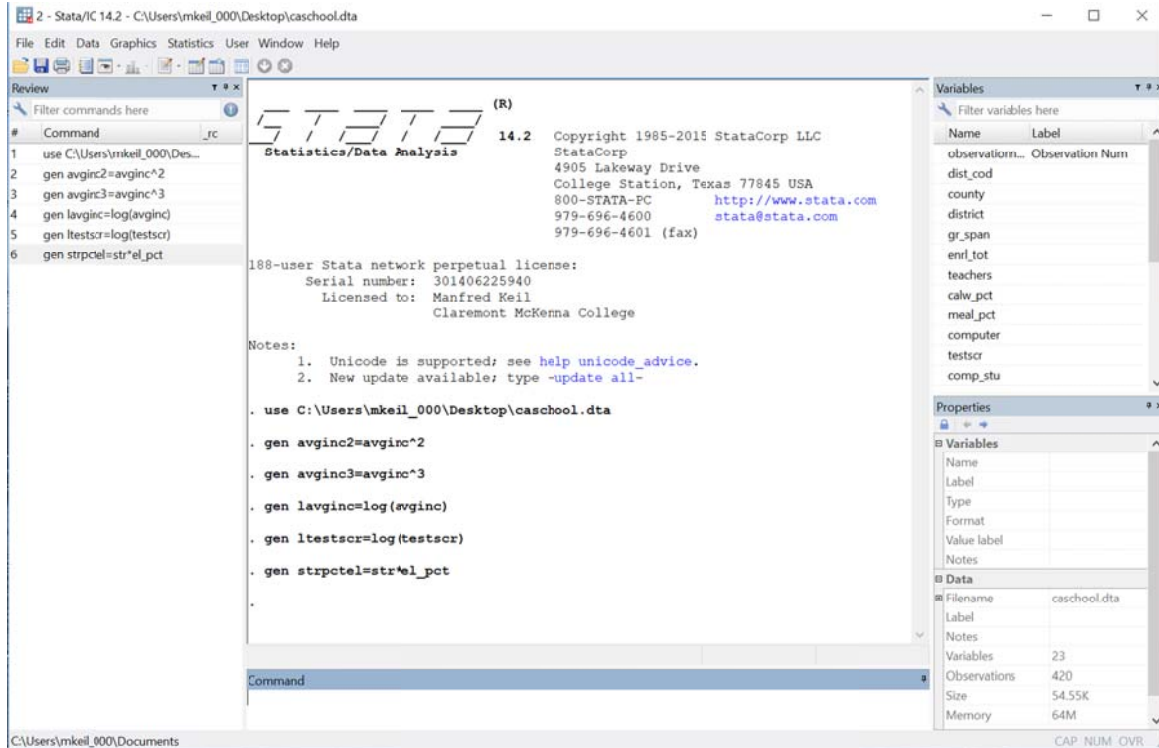 2 - Stata/IC 14.2 - C:\Users\mkeil_000\Desktop\caschool.dta
File Edit Data Graphics Statistics User Window Help
Review
Filter commands here
# Command _rc
1 use C:\Users\mkeil_000\Des...
2 gen avginc2=avginc^2
3 gen avginc3=avginc^3
4 gen lavginc=log(avginc)
5 gen ltestscr=log(testscr)
6 gen strpctel=str*el_pct
(R)
STATA
14.2 Copyright 1985-2015 StataCorp LLC
Statistics/Data Analysis StataCorp
4905 Lakeway Drive
College Station, Texas 77845 USA
800-STATA-PC http://www.stata.com
979-696-4600 stata@stata.com
979-696-4601 (fax)
188-user Stata network perpetual license:
Serial number: 301406225940
Licensed to: Manfred Keil
Claremont McKenna College
Notes:
1. Unicode is supported; see help unicode_advice.
2. New update available; type -update all-
. use C:\Users\mkeil_000\Desktop\caschool.dta
. gen avginc2=avginc^2
. gen avginc3=avginc^3
. gen lavginc=log(avginc)
. gen ltestscr=log(testscr)
. gen strpctel=str*el_pct
.
Command
Variables
Filter variables here
Name Label
observationn... Observation Num
dist_cod
county
district
gr_span
enrl_tot
teachers
calw_pct
meal_pct
computer
testscr
comp_stu
Properties
Variables
Name
Label
Type
Format
Value label
Notes
Data
Filename caschool.dta
Label
Notes
Variables 23
Observations 420
Size 54.55K
Memory 64M
C:\Users\mkeil_000\Documents
CAP NUM OVR